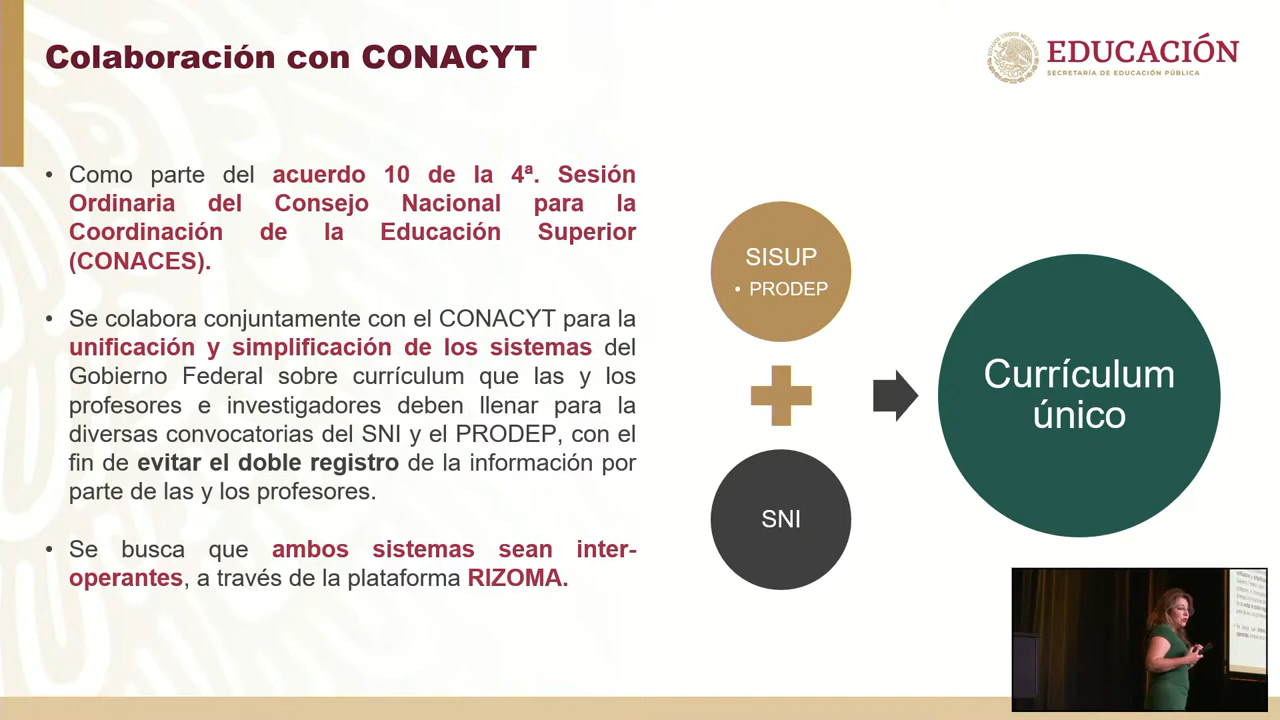 Colaboración con CONACYT
EDUCACIÓN
SECRETARÍA DE EDUCACIÓN PÚBLICA
• Como parte del acuerdo 10 de la 4ª. Sesión
Ordinaria del Consejo Nacional para la
Coordinación de la Educación Superior
(CONACES).
• Se colabora conjuntamente con el CONACYT para la
unificación y simplificación de los sistemas del
Gobierno Federal sobre currículum que las y los
profesores e investigadores deben llenar para la
diversas convocatorias del SNI y el PRODEP, con el
fin de evitar el doble registro de la información por
parte de las y los profesores.
• Se busca que ambos sistemas sean inter-
operantes, a través de la plataforma RIZOMA.
SISUP
• PRODEP
SNI
Currículum
único